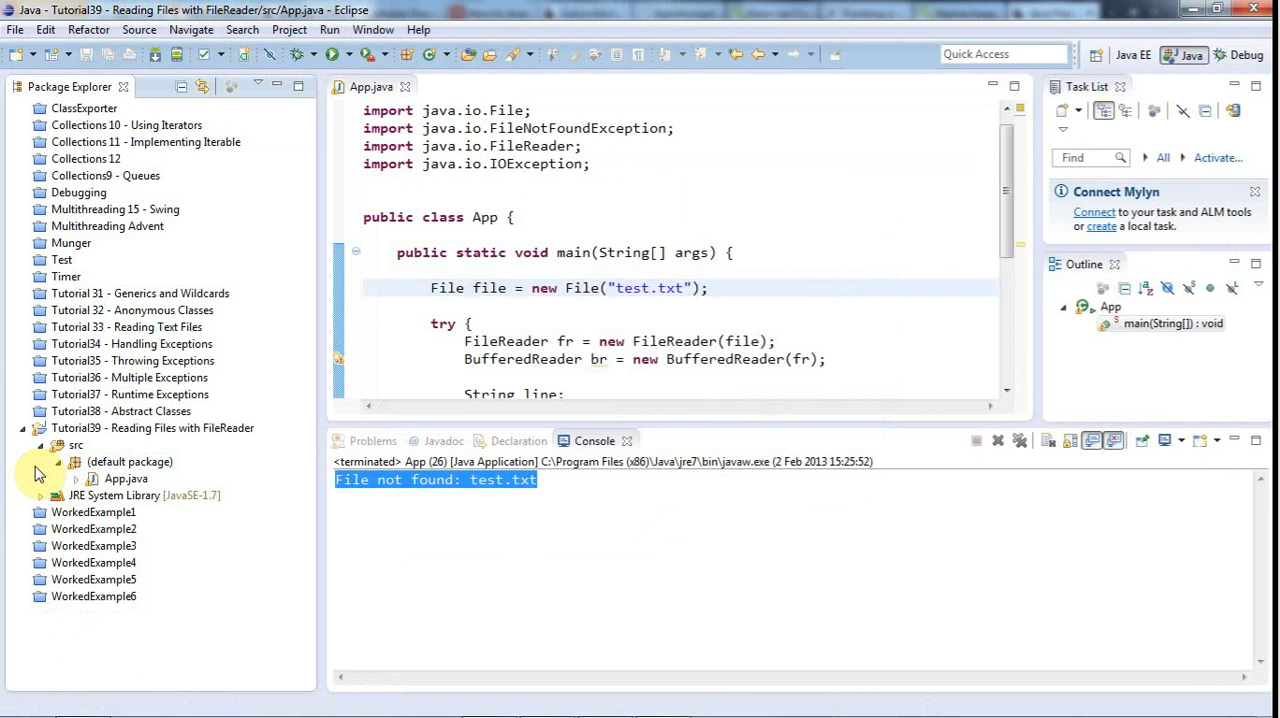 Java - Tutorial39 - Reading Files with FileReader/src/App.java - Eclipse
File Edit Refactor Source Navigate Search Project Run Window Help
Quick Access
Java EE
Java
Debug
Package Explorer
ClassExporter
Collections 10 - Using Iterators
Collections 11 - Implementing Iterable
Collections 12
Collections9 - Queues
Debugging
Multithreading 15 - Swing
Multithreading Advent
Munger
Test
Timer
Tutorial 31 - Generics and Wildcards
Tutorial 32 - Anonymous Classes
Tutorial 33 - Reading Text Files
Tutorial34 - Handling Exceptions
Tutorial35 - Throwing Exceptions
Tutorial36 - Multiple Exceptions
Tutorial37 - Runtime Exceptions
Tutorial38 - Abstract Classes
Tutorial39 - Reading Files with FileReader
src
(default package)
App.java
JRE System Library [JavaSE-1.7]
WorkedExample1
WorkedExample2
WorkedExample3
WorkedExample4
WorkedExample5
WorkedExample6
App.java
import java.io.File;
import java.io.FileNotFoundException;
import java.io.FileReader;
import java.io.IOException;
public class App {
public static void main(String[] args) {
File file = new File("test.txt");
try {
FileReader fr = new FileReader(file);
BufferedReader br = new BufferedReader(fr);
String line;
Problems Javadoc Declaration Console
<terminated> App (26) [Java Application] C:\Program Files (x86)\Java\jre7\bin\javaw.exe (2 Feb 2013 15:25:52)
File not found: test.txt
Task List
Find All Activate...
Connect Mylyn
Connect to your task and ALM tools
or create a local task.
Outline
App
main(String[]) : void